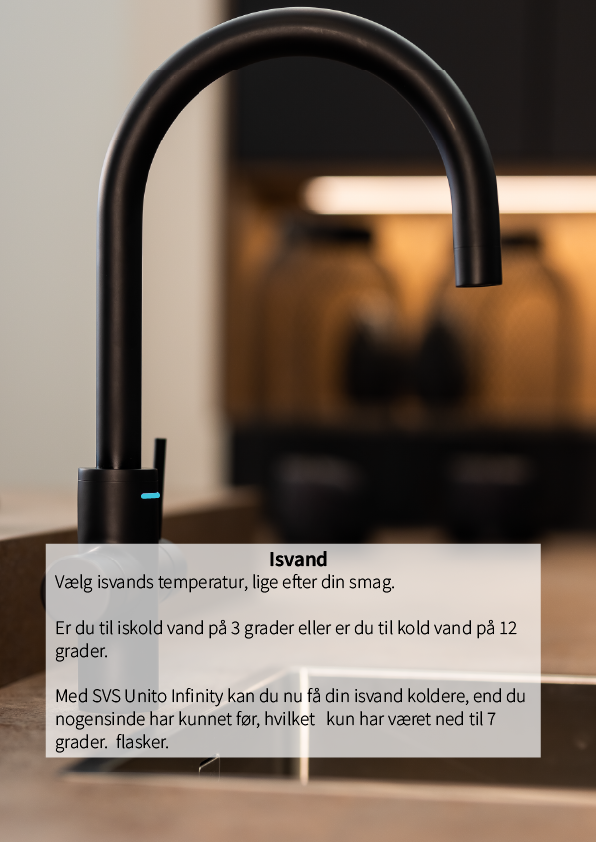 Isvand
Vælg isvands temperatur, lige efter din smag.
Er du til iskold vand på 3 grader eller er du til kold vand på 12
grader.
Med SVS Unito Infinity kan du nu få din isvand koldere, end du
nogensinde har kunnet før, hvilket kun har været ned til 7
grader. flasker.